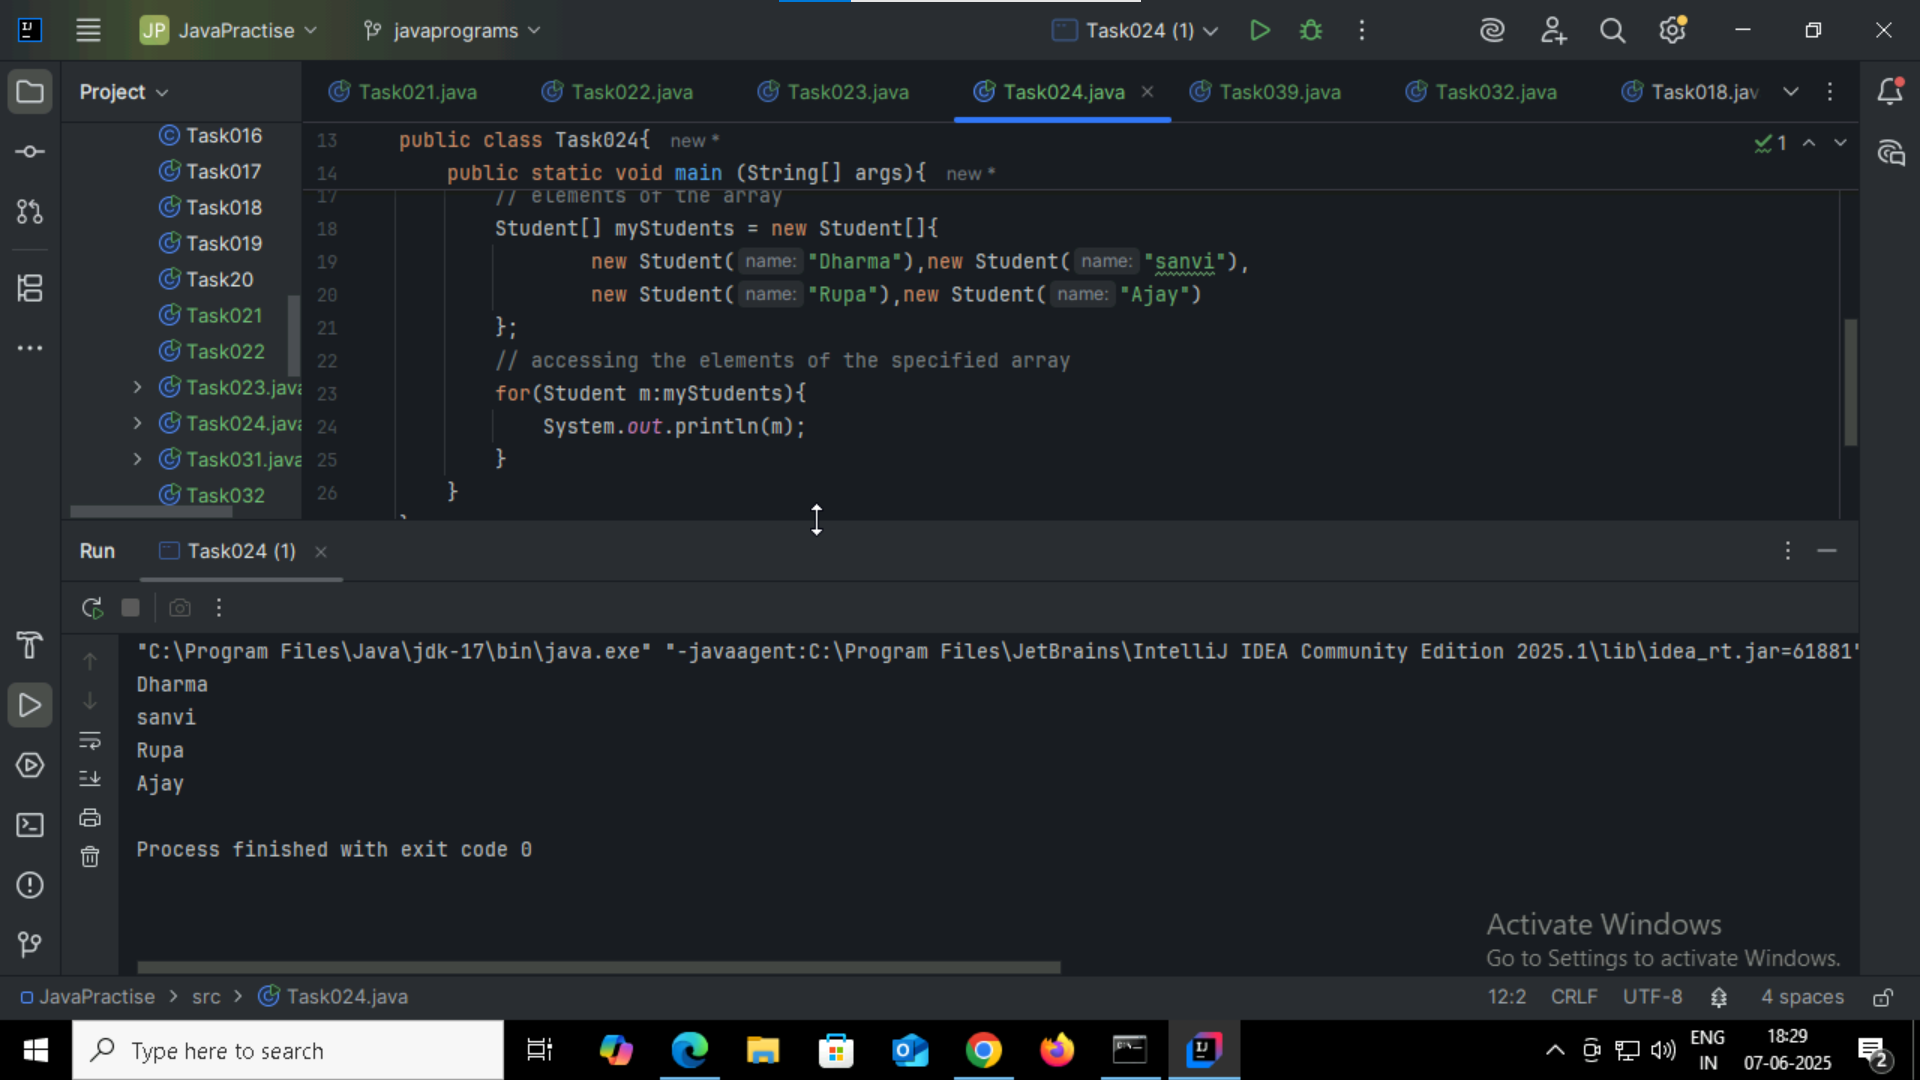 JP JavaPractise
javaprograms
Task024 (1)
Project
Task021.java
Task022.java
Task023.java
Task024.java
Task039.java
Task032.java
Task018.jav
Task016
Task017
Task018
Task019
Task20
Task021
Task022
Task023.java
Task024.java
Task031.java
Task032
1
13 public class Task024{ new *
14 public static void main (String[] args){ new *
17 // elements of the array
18 Student[] myStudents = new Student[]{
19 new Student( name: "Dharma"),new Student( name: "sanvi"),
20 new Student( name: "Rupa"),new Student( name: "Ajay")
21 };
22 // accessing the elements of the specified array
23 for(Student m:myStudents){
24 System.out.println(m);
25 }
26 }
Run
Task024 (1)
"C:\Program Files\Java\jdk-17\bin\java.exe" "-javaagent:C:\Program Files\JetBrains\IntelliJ IDEA Community Edition 2025.1\lib\idea_rt.jar=61881"
Dharma
sanvi
Rupa
Ajay
Process finished with exit code 0
Activate Windows
Go to Settings to activate Windows.
JavaPractise > src > Task024.java
12:2 CRLF UTF-8 4 spaces
Type here to search
ENG
IN
18:29
07-06-2025
2